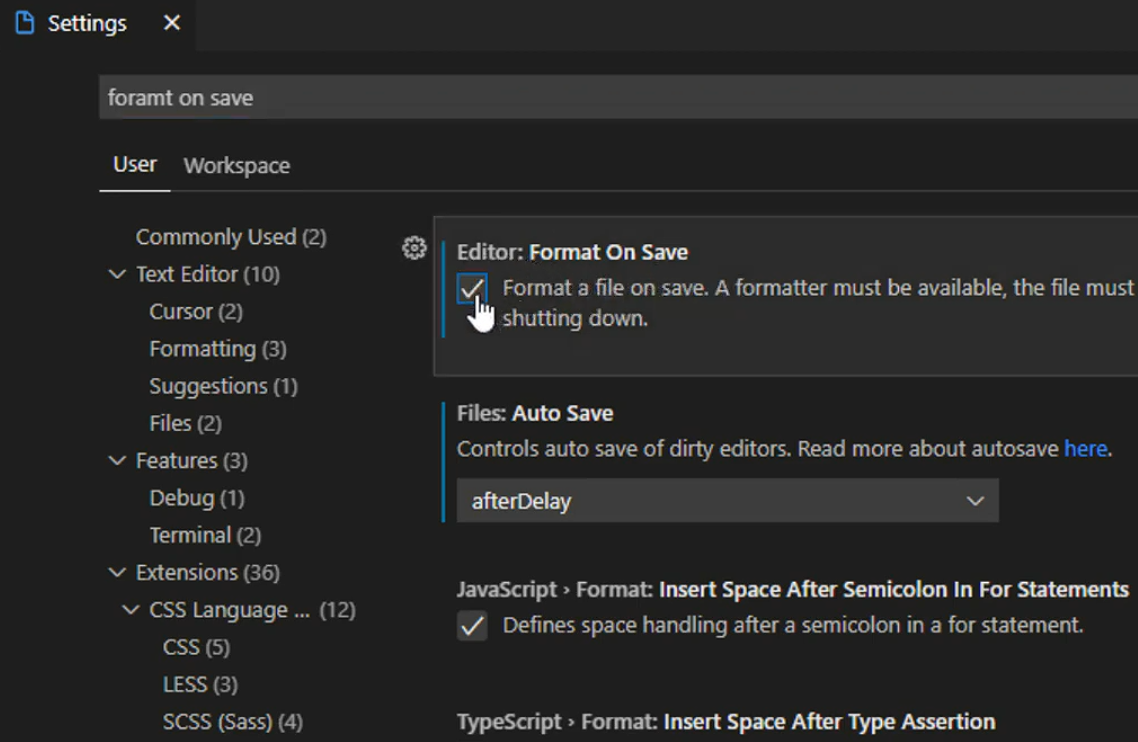 Settings
foramt on save
User Workspace
Commonly Used (2)
Text Editor (10)
Cursor (2)
Formatting (3)
Suggestions (1)
Files (2)
Features (3)
Debug (1)
Terminal (2)
Extensions (36)
CSS Language ... (12)
CSS (5)
LESS (3)
SCSS (Sass) (4)
Editor: Format On Save
Format a file on save. A formatter must be available, the file must
shutting down.
Files: Auto Save
Controls auto save of dirty editors. Read more about autosave here.
afterDelay
JavaScript › Format: Insert Space After Semicolon In For Statements
Defines space handling after a semicolon in a for statement.
TypeScript › Format: Insert Space After Type Assertion